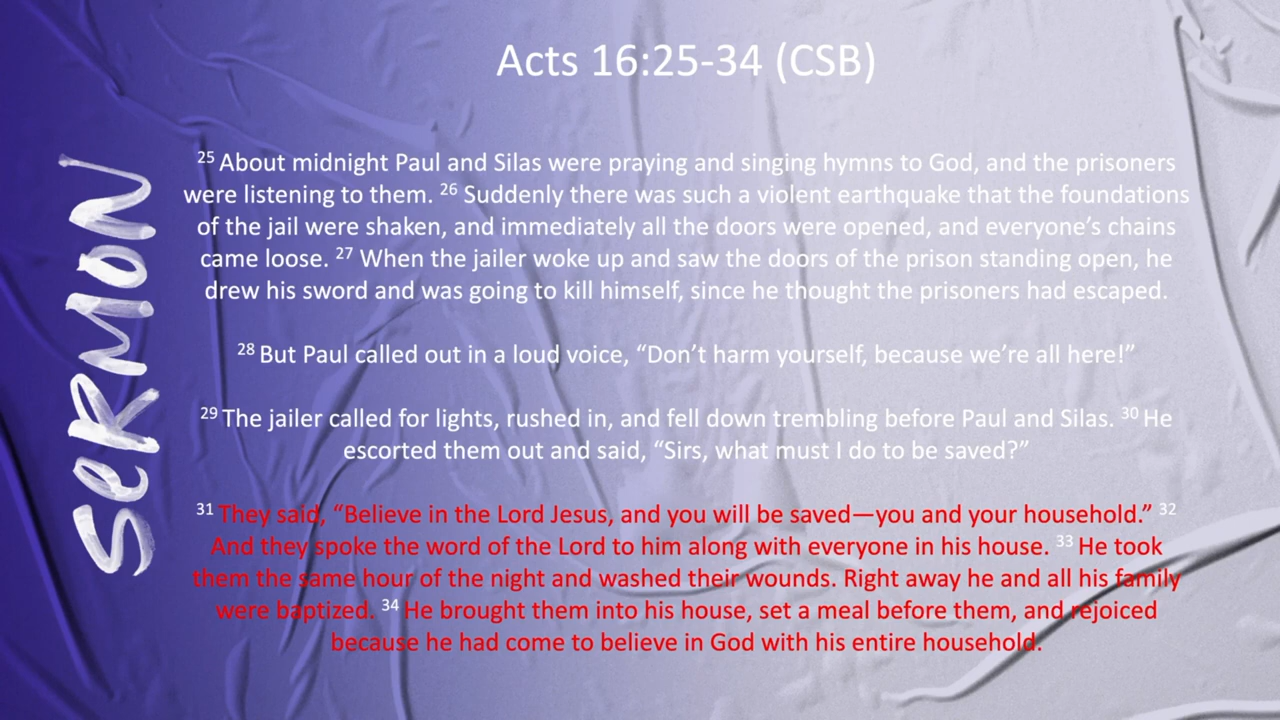 Acts 16:25-34 (CSB)
SERMON
25 About midnight Paul and Silas were praying and singing hymns to God, and the prisoners
were listening to them. 26 Suddenly there was such a violent earthquake that the foundations
of the jail were shaken, and immediately all the doors were opened, and everyone’s chains
came loose. 27 When the jailer woke up and saw the doors of the prison standing open, he
drew his sword and was going to kill himself, since he thought the prisoners had escaped.
28 But Paul called out in a loud voice, “Don’t harm yourself, because we’re all here!”
29 The jailer called for lights, rushed in, and fell down trembling before Paul and Silas. 30 He
escorted them out and said, “Sirs, what must I do to be saved?”
31 They said, “Believe in the Lord Jesus, and you will be saved—you and your household.” 32
And they spoke the word of the Lord to him along with everyone in his house. 33 He took
them the same hour of the night and washed their wounds. Right away he and all his family
were baptized. 34 He brought them into his house, set a meal before them, and rejoiced
because he had come to believe in God with his entire household.